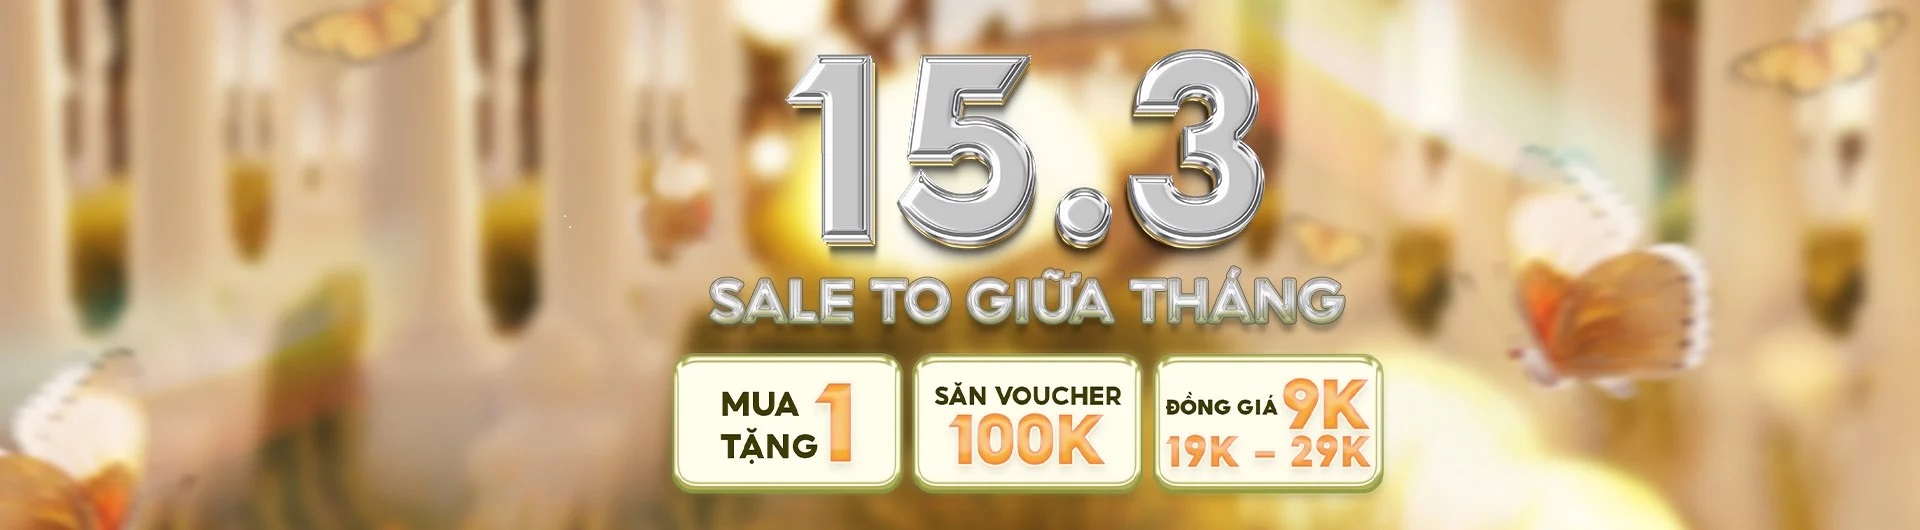 15.3
SALE TO GIỮA THÁNG
MUA 1
TẶNG
SĂN VOUCHER
100K
ĐỒNG GIÁ 9K
19K - 29K